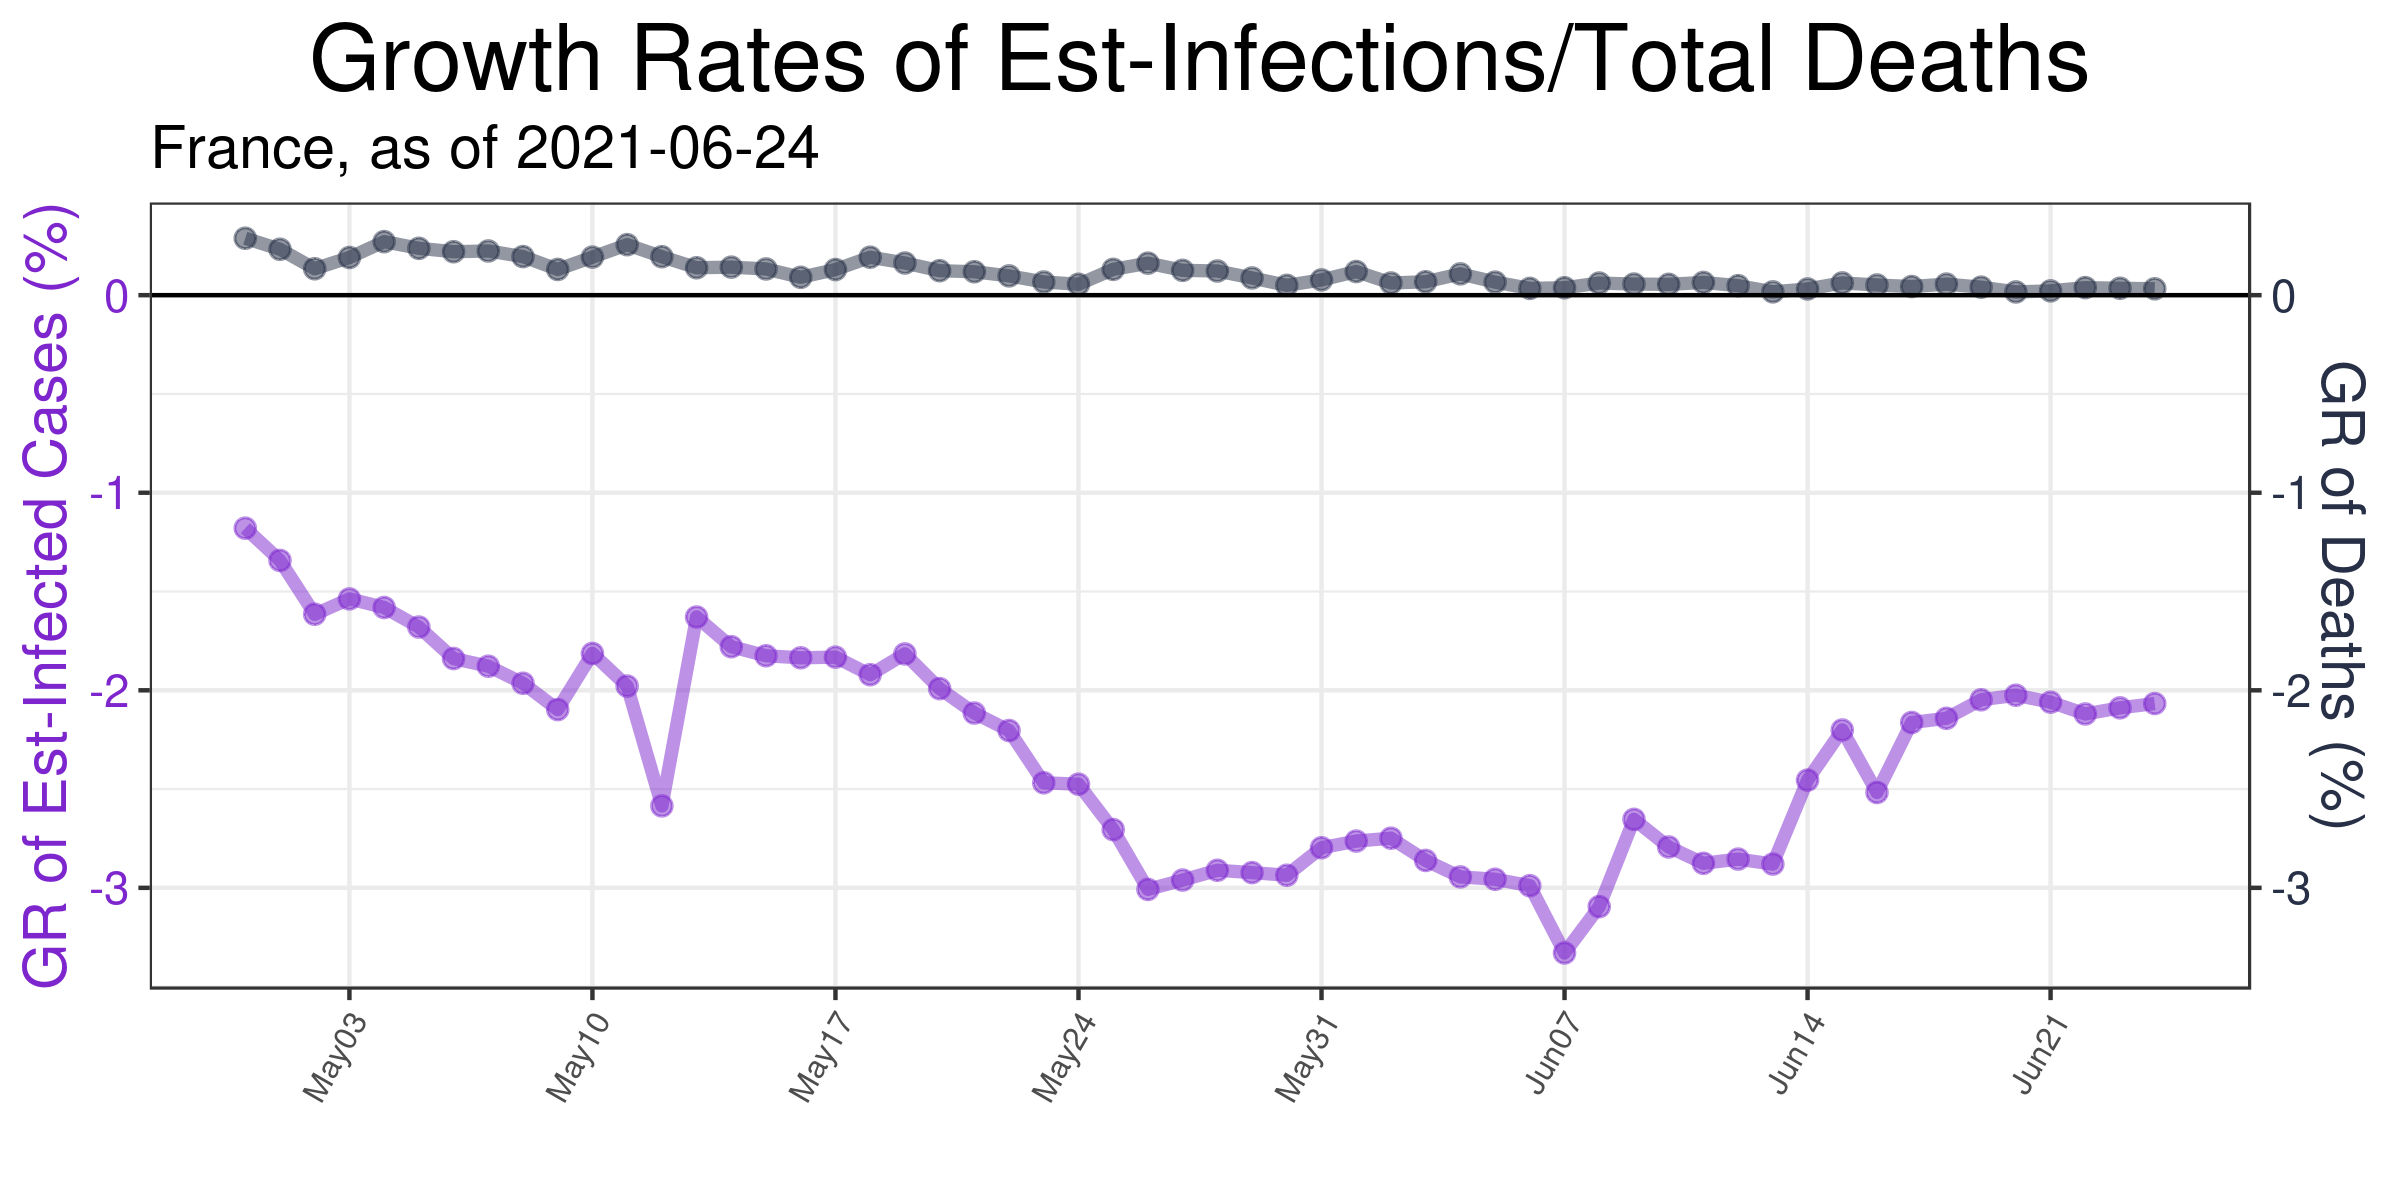 Growth Rates of Est-Infections/Total Deaths
France, as of 2021-06-24
GR of Est-Infected Cases (%)
0
-1
-2
-3
0
-1
-2
-3
GR of Deaths (%)
May03
May10
May17
May24
May31
Jun07
Jun14
Jun21